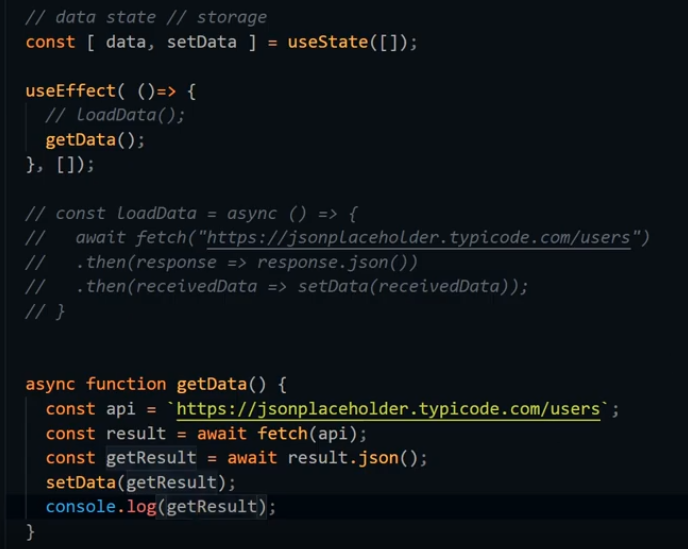 // data state // storage
const [ data, setData ] = useState([]);
useEffect( ()=> {
// loadData();
getData();
}, []);
// const loadData = async () => {
//   await fetch("https://jsonplaceholder.typicode.com/users")
//   .then(response => response.json())
//   .then(receivedData => setData(receivedData));
// }
async function getData() {
const api = `https://jsonplaceholder.typicode.com/users`;
const result = await fetch(api);
const getResult = await result.json();
setData(getResult);
console.log(getResult);
}